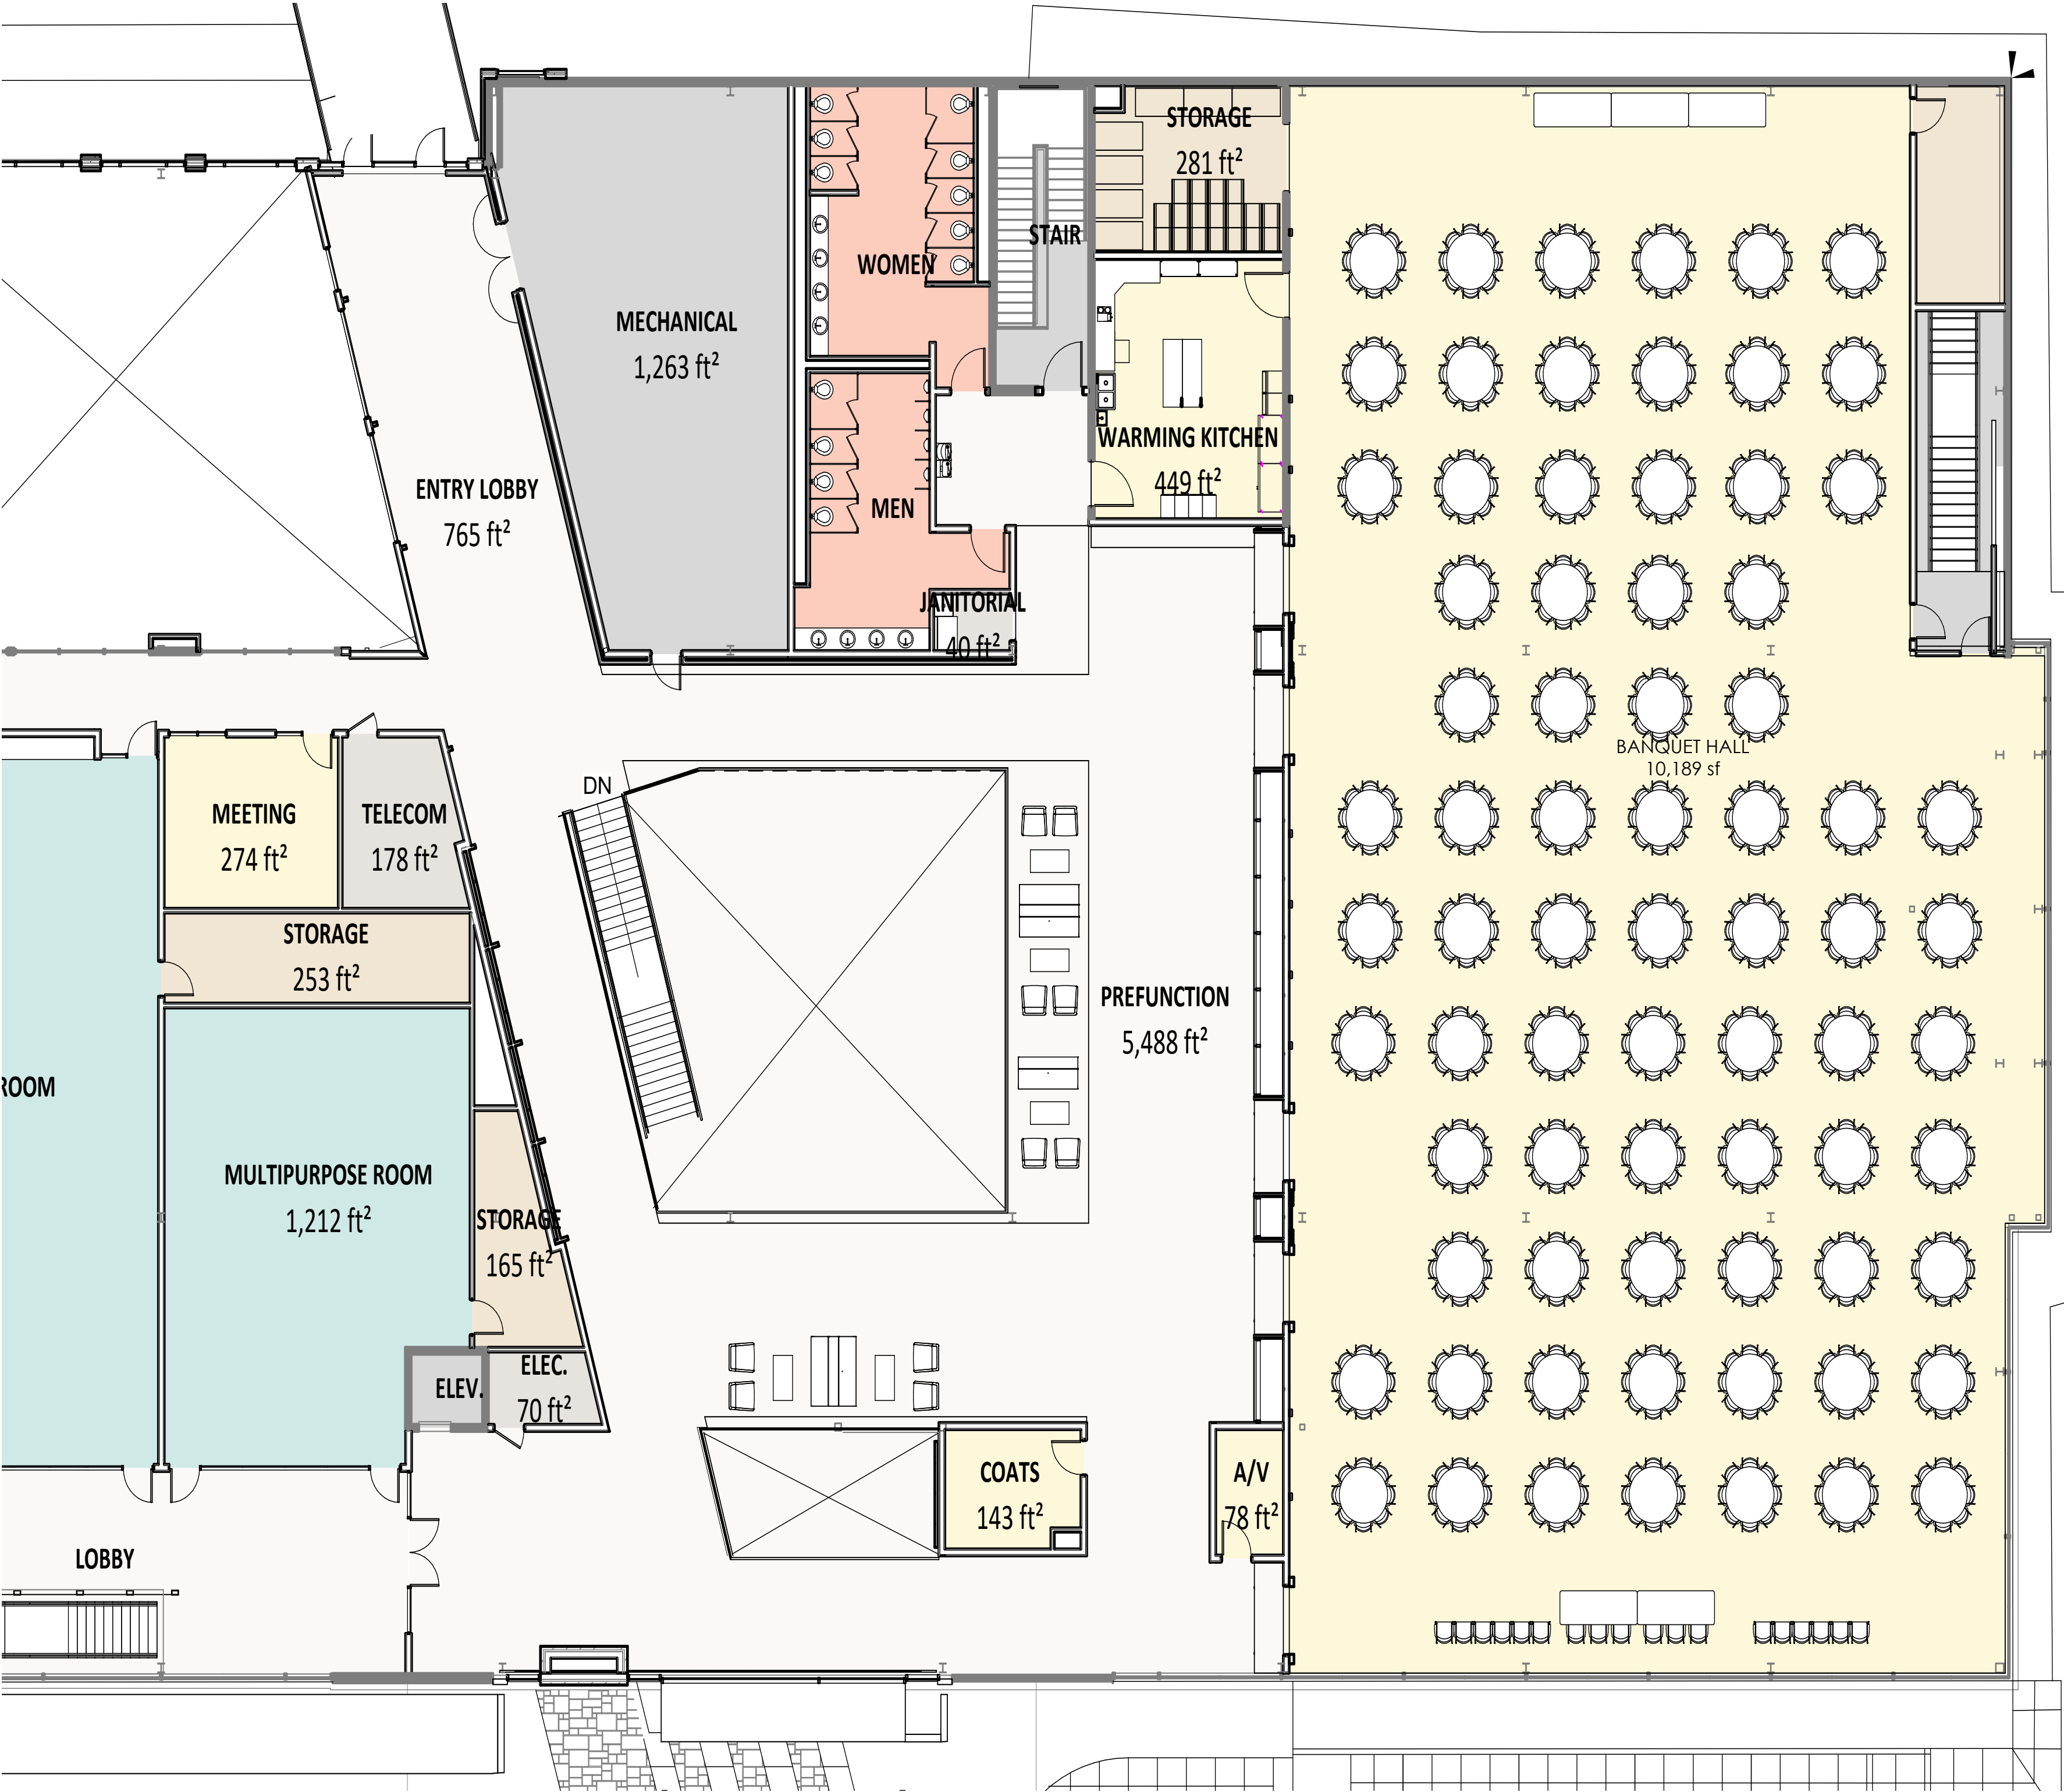 STORAGE
281 ft²
STAIR
WOMEN
MECHANICAL
1,263 ft²
WARMING KITCHEN
449 ft²
ENTRY LOBBY
765 ft²
MEN
JANITORIAL
40 ft²
BANQUET HALL
10,189 sf
DN
MEETING
274 ft²
TELECOM
178 ft²
STORAGE
253 ft²
PREFUNCTION
5,488 ft²
ROOM
MULTIPURPOSE ROOM
1,212 ft²
STORAGE
165 ft²
ELEV.
ELEC.
70 ft²
COATS
143 ft²
A/V
78 ft²
LOBBY